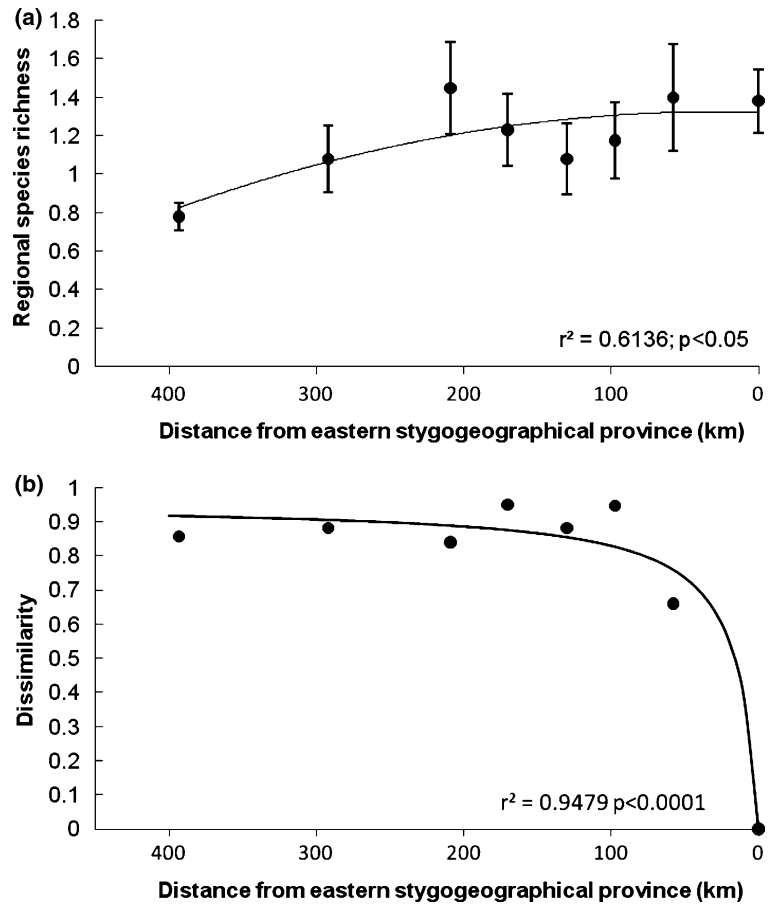 (a)
Regional species richness
1.8
1.6
1.4
1.2
1
0.8
0.6
0.4
0.2
0
r² = 0.6136; p<0.05
400 300 200 100 0
Distance from eastern stygogeographical province (km)
(b)
Dissimilarity
1
0.9
0.8
0.7
0.6
0.5
0.4
0.3
0.2
0.1
0
r² = 0.9479 p<0.0001
400 300 200 100 0
Distance from eastern stygogeographical province (km)